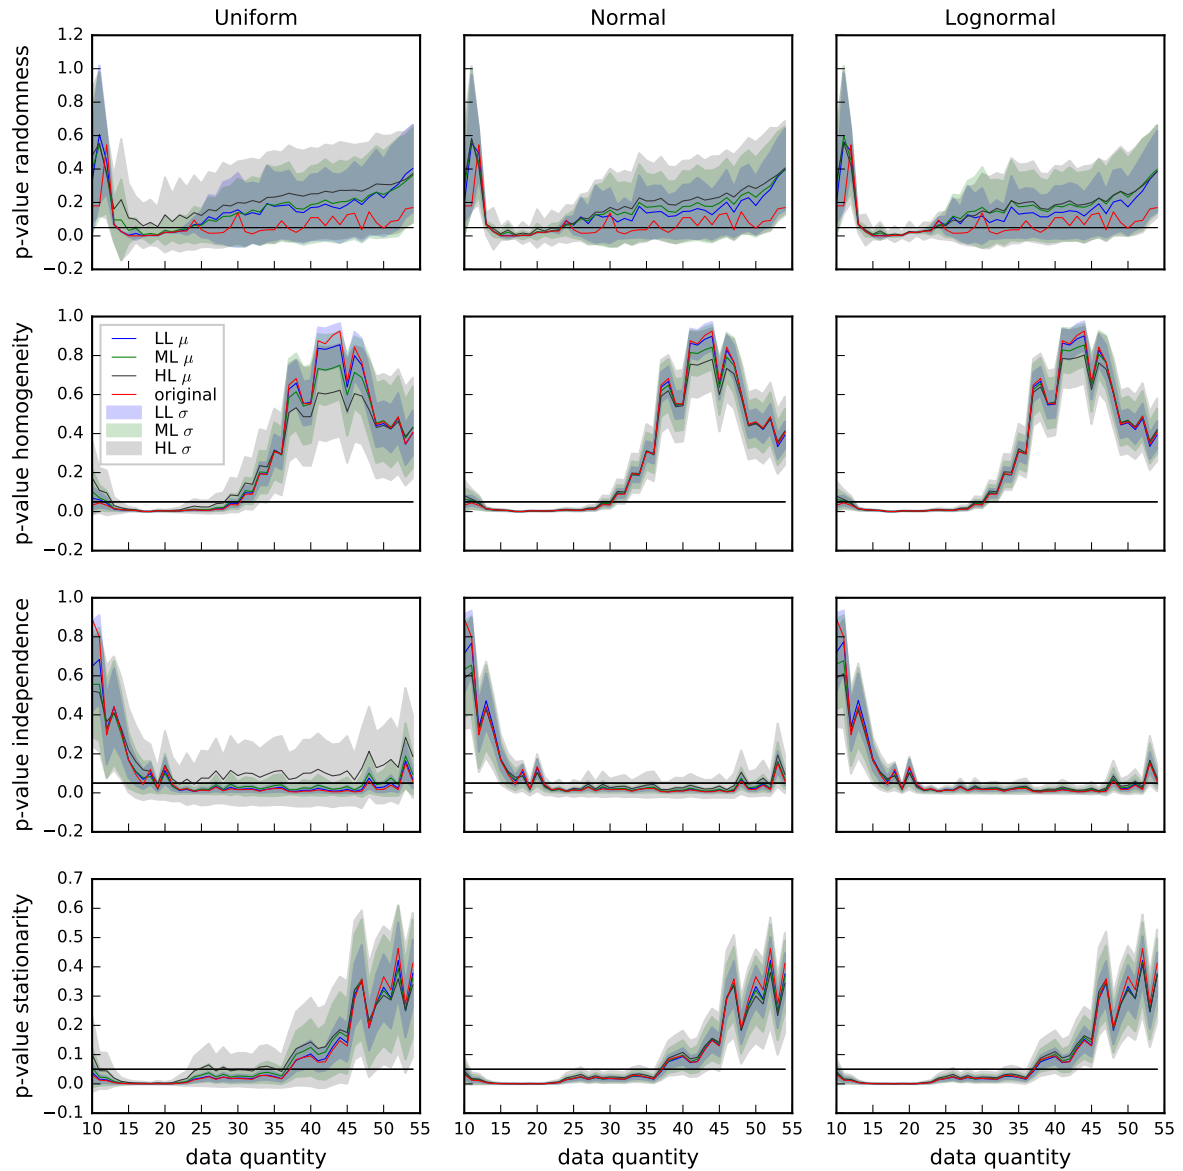 Uniform Normal Lognormal
p-value randomness
1.2
1.0
0.8
0.6
0.4
0.2
0.0
−0.2
p-value homogeneity
1.0
0.8
0.6
0.4
0.2
0.0
−0.2
LL μ
ML μ
HL μ
original
LL σ
ML σ
HL σ
p-value independence
1.0
0.8
0.6
0.4
0.2
0.0
−0.2
p-value stationarity
0.7
0.6
0.5
0.4
0.3
0.2
0.1
0.0
−0.1
10 15 20 25 30 35 40 45 50 55 10 15 20 25 30 35 40 45 50 55 10 15 20 25 30 35 40 45 50 55
data quantity data quantity data quantity